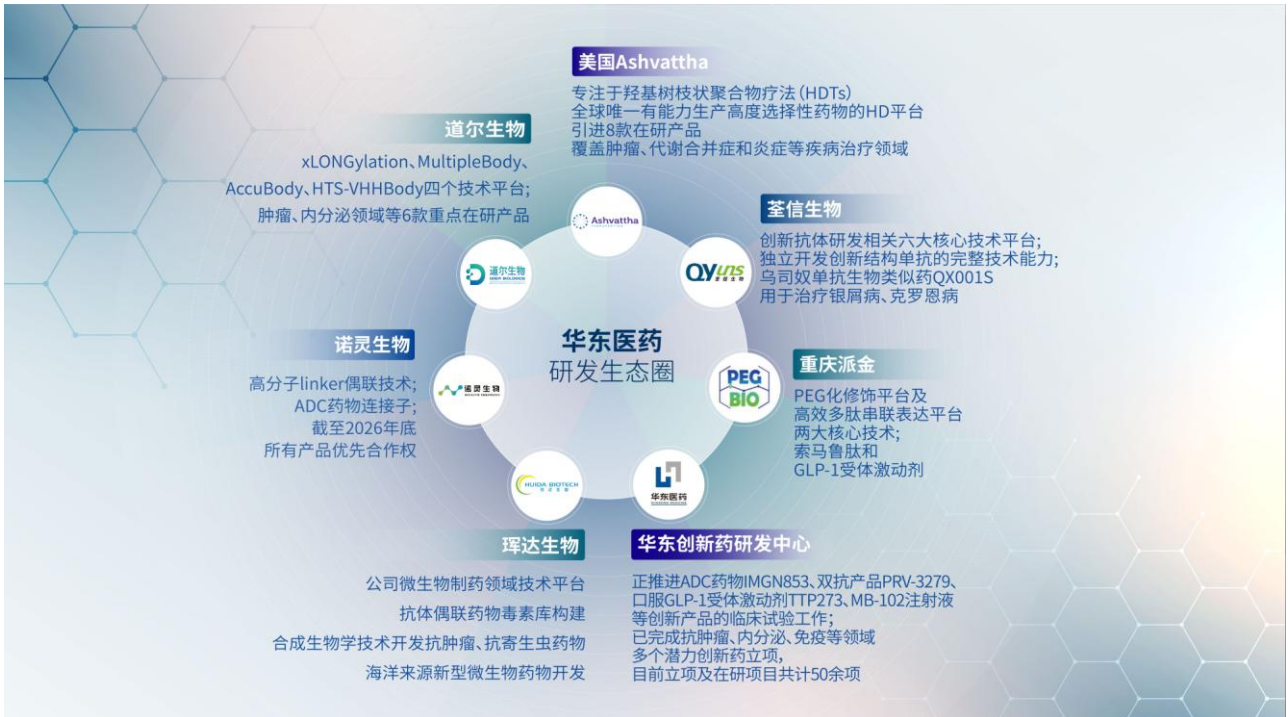 美国Ashvattha
专注于羟基树枝状聚合物疗法（HDTs）
全球唯一有能力生产高度选择性药物的HD平台
引进8款在研产品
覆盖肿瘤、代谢合并症和炎症等疾病治疗领域
道尔生物
xLONGylation、MultipleBody、
AccuBody、HTS-VHHBody四个技术平台;
肿瘤、内分泌领域等6款重点在研产品
Ashvattha
荃信生物
创新抗体研发相关六大核心技术平台;
独立开发创新结构单抗的完整技术能力;
乌司奴单抗生物类似药QX001S
用于治疗银屑病、克罗恩病
道尔生物
QYuns
荃信生物
华东医药
研发生态圈
诺灵生物
高分子linker偶联技术;
ADC药物连接子;
截至2026年底
所有产品优先合作权
诺灵生物
PEG
BIO
重庆派金
PEG化修饰平台及
高效多肽串联表达平台
两大核心技术;
索马鲁肽和
GLP-1受体激动剂
HUIDA BIOTECH
华东医药
珲达生物
公司微生物制药领域技术平台
抗体偶联药物毒素库构建
合成生物学技术开发抗肿瘤、抗寄生虫药物
海洋来源新型微生物药物开发
华东创新药研发中心
正推进ADC药物IMGN853、双抗产品PRV-3279、
口服GLP-1受体激动剂TTP273、MB-102注射液
等创新产品的临床试验工作;
已完成抗肿瘤、内分泌、免疫等领域
多个潜力创新药立项,
目前立项及在研项目共计50余项